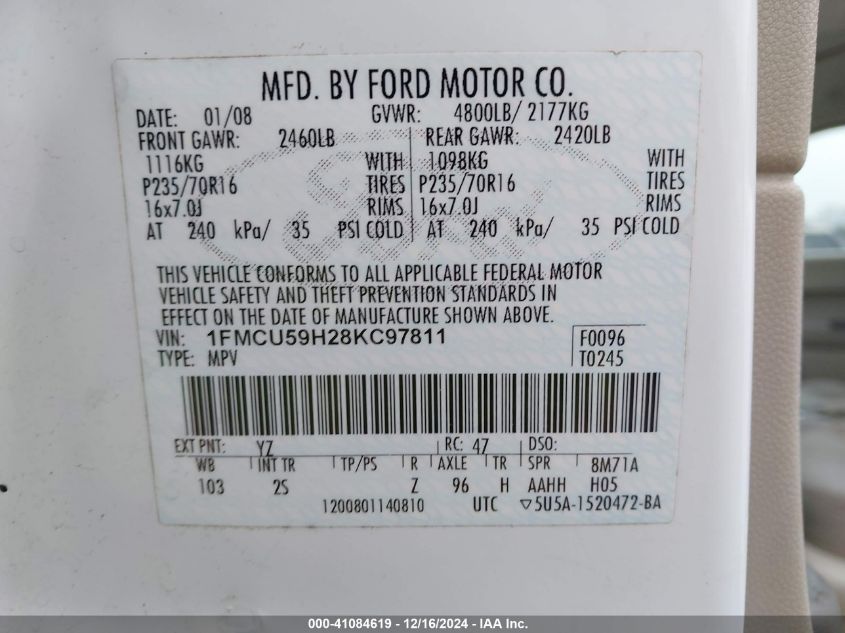 MFD. BY FORD MOTOR CO.
DATE: 01/08 GVWR: 4800LB/ 2177KG
FRONT GAWR: 2460LB REAR GAWR: 2420LB
1116KG WITH 1098KG WITH
P235/70R16 TIRES P235/70R16 TIRES
16x7.0J RIMS 16x7.0J RIMS
AT 240 kPa/ 35 PSI COLD AT 240 kPa/ 35 PSI COLD
THIS VEHICLE CONFORMS TO ALL APPLICABLE FEDERAL MOTOR
VEHICLE SAFETY AND THEFT PREVENTION STANDARDS IN
EFFECT ON THE DATE OF MANUFACTURE SHOWN ABOVE.
VIN: 1FMCU59H28KC97811 F0096
TYPE: MPV T0245
EXT PNT: YZ RC: 47 DSO:
WB INT TR TP/PS R AXLE TR SPR 8M71A
103 2S Z 96 H AAHH H05
1200801140810 UTC ▽5U5A-1520472-BA
000-41084619 - 12/16/2024 - IAA Inc.